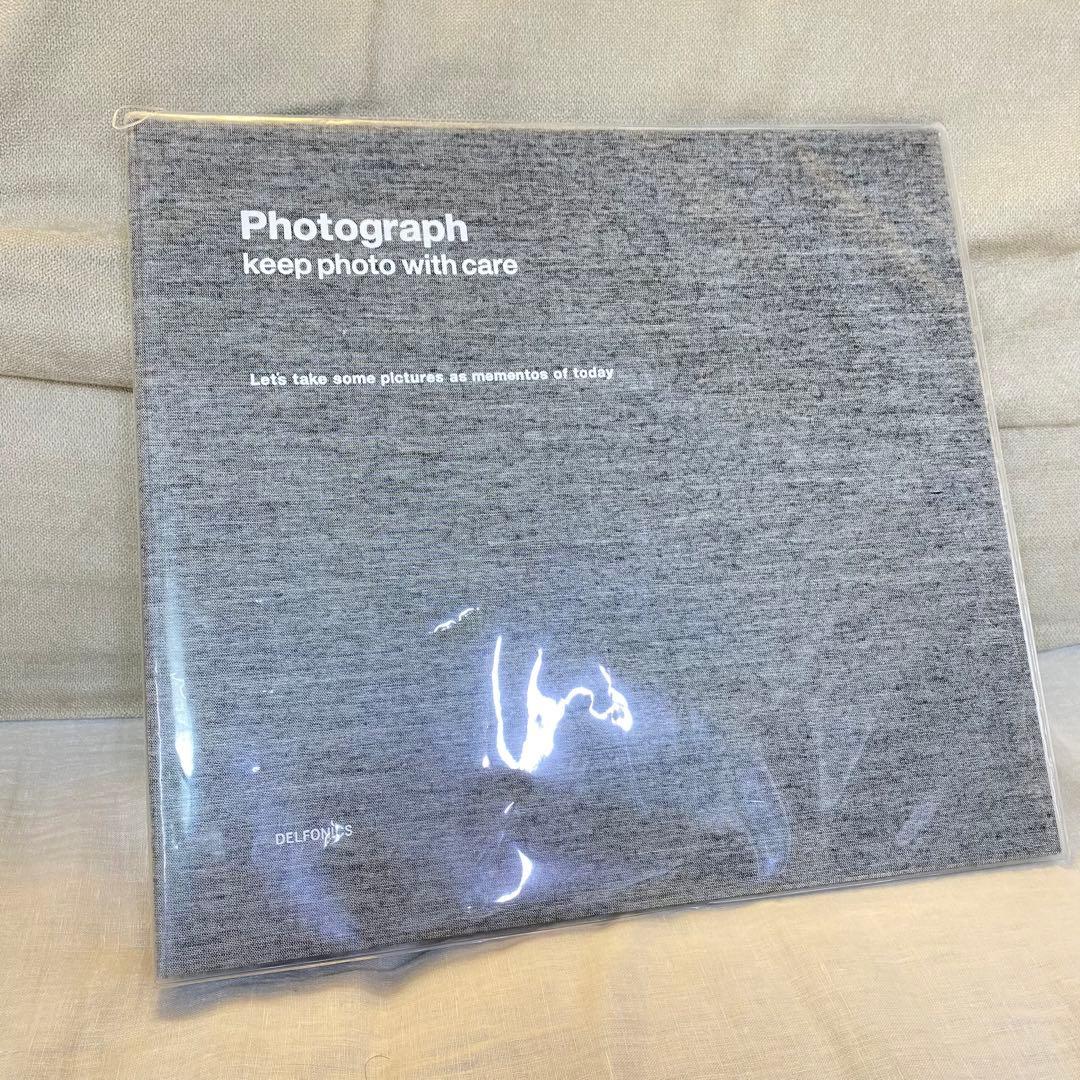 Photograph
keep photo with care
Let's take some pictures as mementos of today
DELFONICS